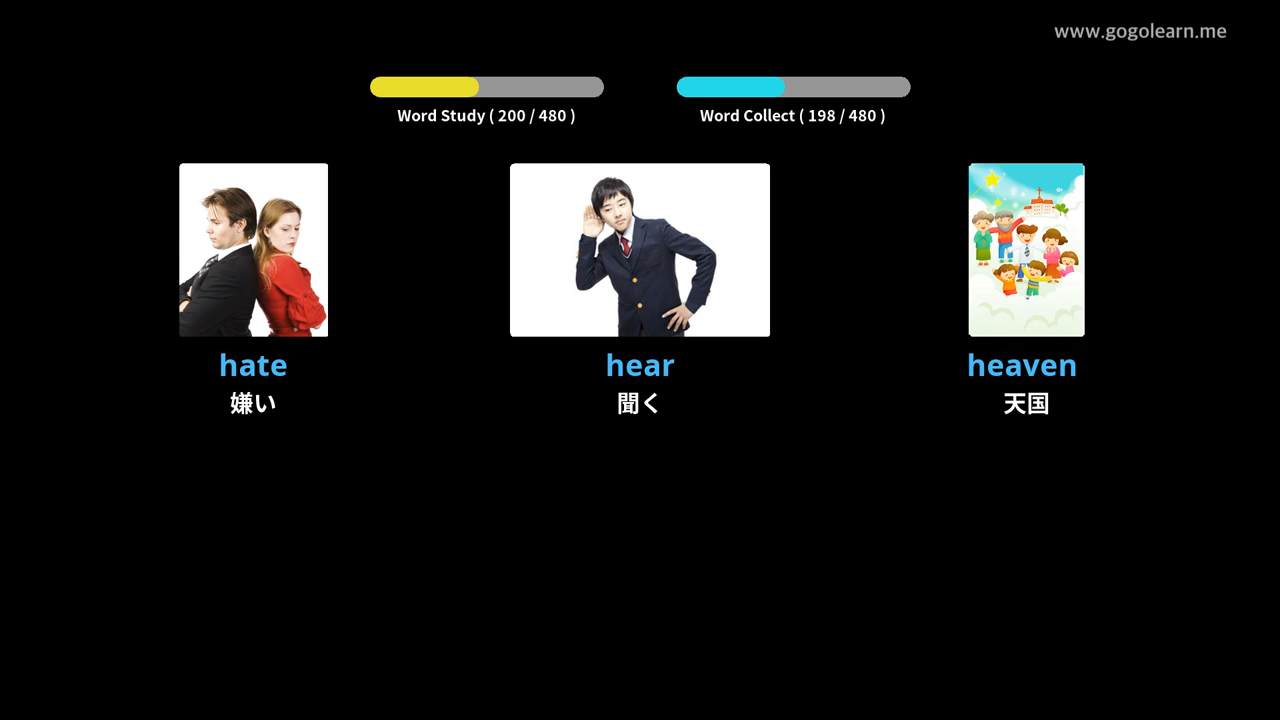 www.gogolearn.me
Word Study ( 200 / 480 )
Word Collect ( 198 / 480 )
hate
嫌い
hear
聞く
heaven
天国